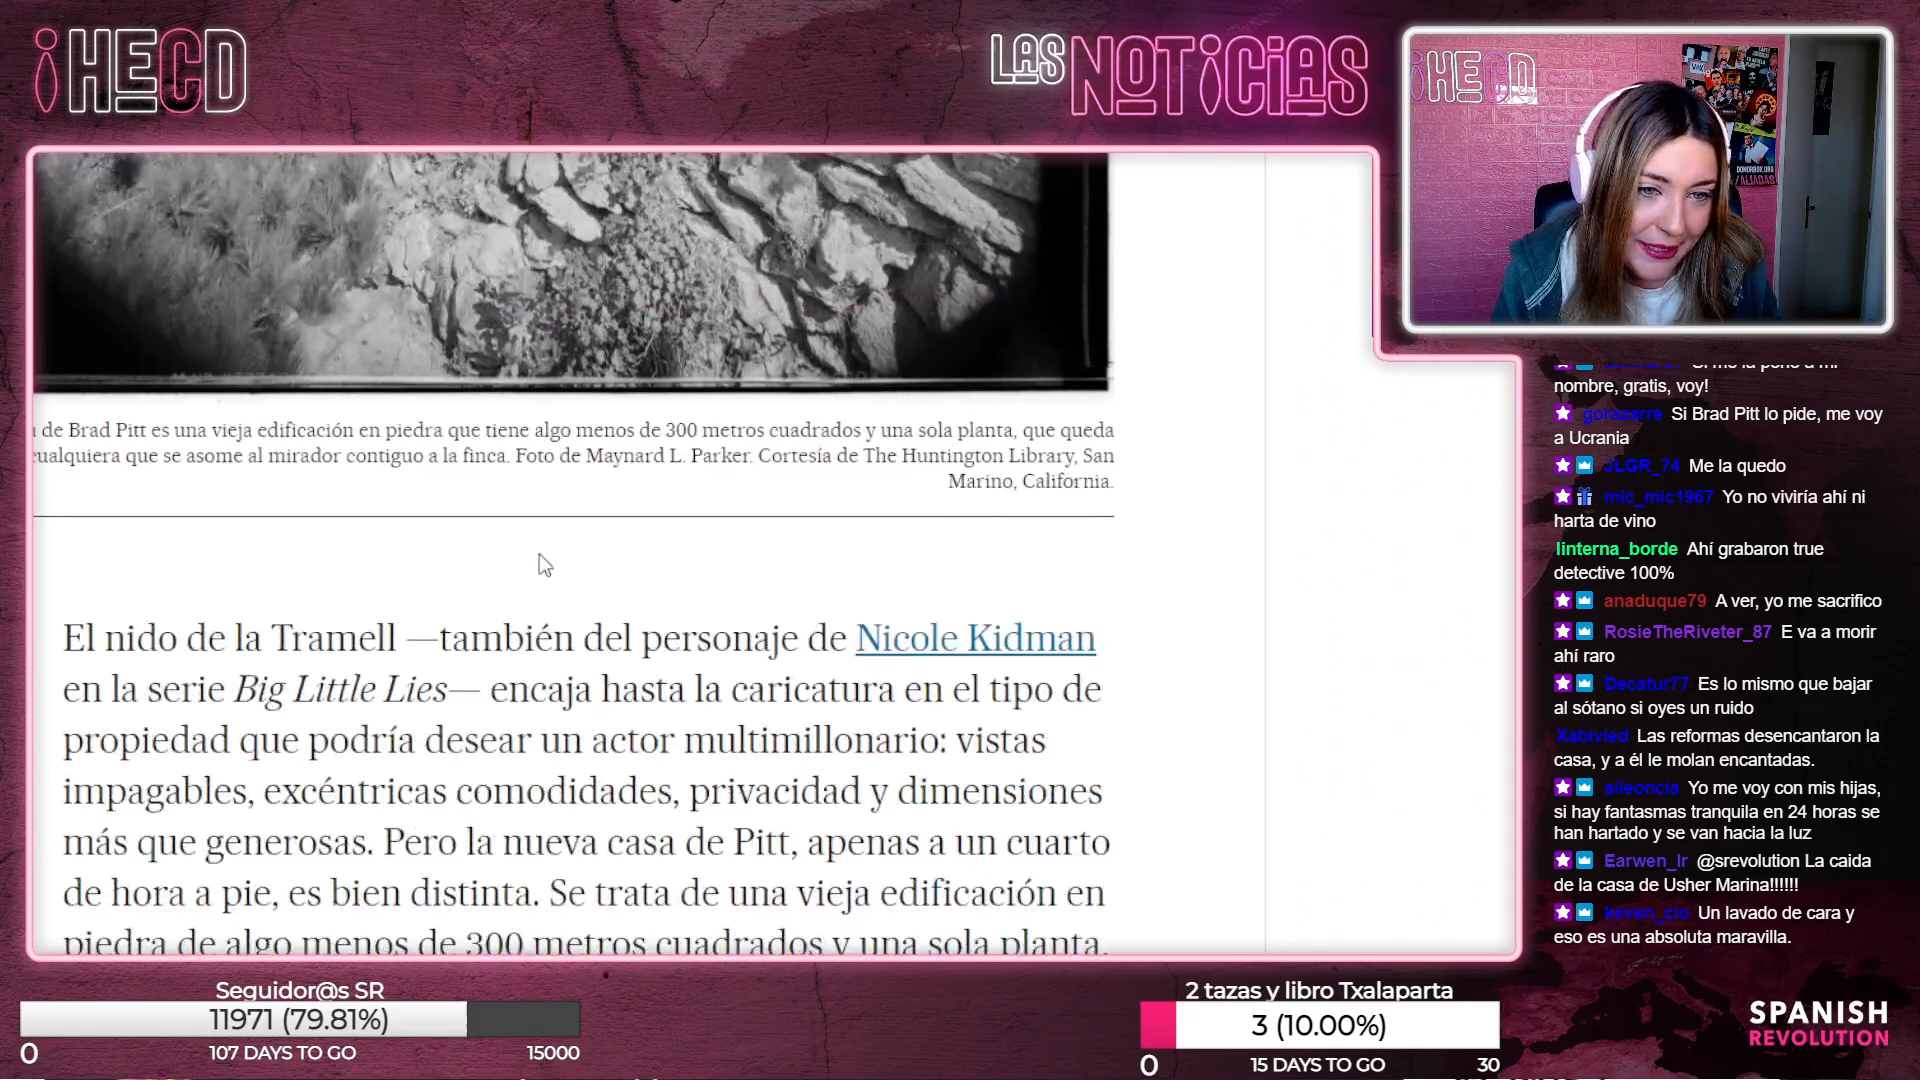 ¡HECD
LAS NOTICIAS
¡HECD
de Brad Pitt es una vieja edificación en piedra que tiene algo menos de 300 metros cuadrados y una sola planta, que queda
cualquiera que se asome al mirador contiguo a la finca. Foto de Maynard L. Parker. Cortesía de The Huntington Library, San
Marino, California.
El nido de la Tramell —también del personaje de Nicole Kidman
en la serie Big Little Lies— encaja hasta la caricatura en el tipo de
propiedad que podría desear un actor multimillonario: vistas
impagables, excéntricas comodidades, privacidad y dimensiones
más que generosas. Pero la nueva casa de Pitt, apenas a un cuarto
de hora a pie, es bien distinta. Se trata de una vieja edificación en
piedra de algo menos de 300 metros cuadrados y una sola planta,
nombre, gratis, voy!
gorazarre Si Brad Pitt lo pide, me voy
a Ucrania
JLGR_74 Me la quedo
mic_mic1967 Yo no viviría ahí ni
harta de vino
linterna_borde Ahí grabaron true
detective 100%
anaduque79 A ver, yo me sacrifico
RosieTheRiveter_87 E va a morir
ahí raro
Decatur77 Es lo mismo que bajar
al sótano si oyes un ruido
Xabivied Las reformas desencantaron la
casa, y a él le molan encantadas.
aileoncia Yo me voy con mis hijas,
si hay fantasmas tranquila en 24 horas se
han hartado y se van hacia la luz
Earwen_lr @srevolution La caida
de la casa de Usher Marina!!!!!!
keven_clo Un lavado de cara y
eso es una absoluta maravilla.
Seguidor@s SR
11971 (79.81%)
0 107 DAYS TO GO 15000
2 tazas y libro Txalaparta
3 (10.00%)
0 15 DAYS TO GO 30
SPANISH
REVOLUTION